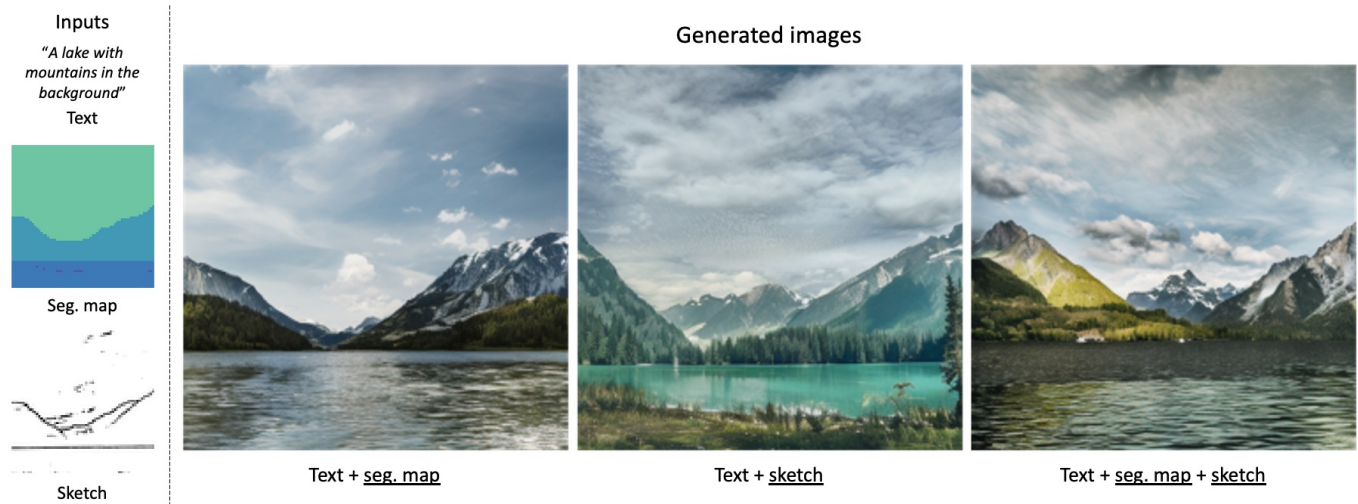 Inputs
“A lake with
mountains in the
background”
Text
Seg. map
Sketch
Generated images
Text + seg. map
Text + sketch
Text + seg. map + sketch